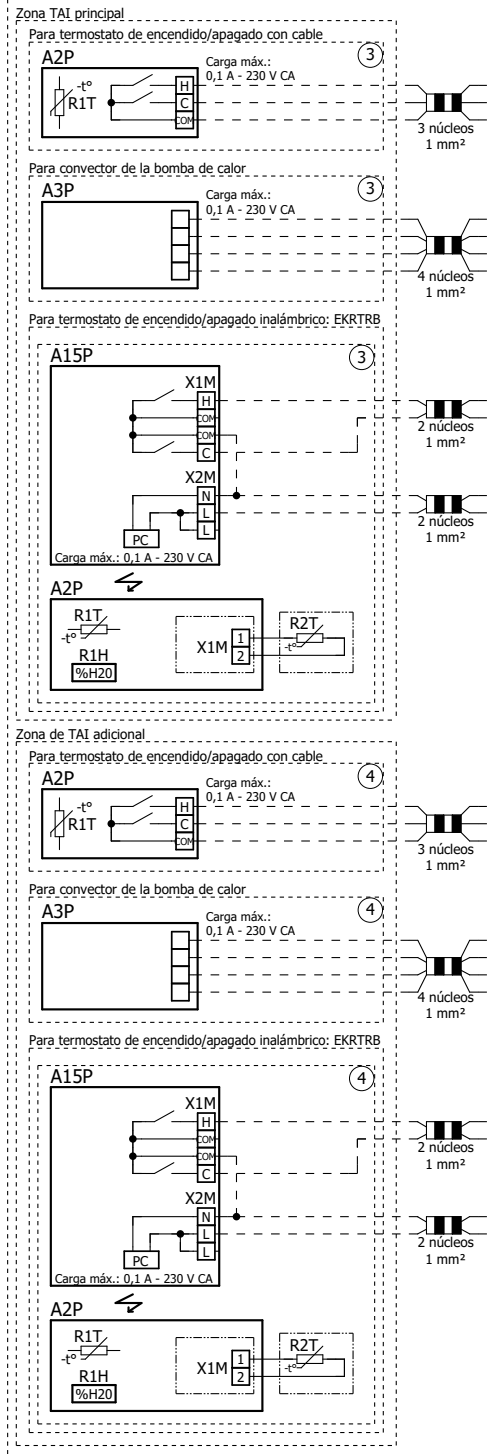 Zona TAI principal
Para termostato de encendido/apagado con cable
A2P
-t°
R1T
H
C
COM
Carga máx.:
0,1 A - 230 V CA
3
3 núcleos
1 mm²
Para convector de la bomba de calor
A3P
Carga máx.:
0,1 A - 230 V CA
3
4 núcleos
1 mm²
Para termostato de encendido/apagado inalámbrico: EKRTRB
A15P
3
X1M
H
COM
COM
C
2 núcleos
1 mm²
X2M
N
L
L
PC
2 núcleos
1 mm²
Carga máx.: 0,1 A - 230 V CA
A2P
R1T
-t°
R1H
%H20
X1M
1
2
R2T
-t°
Zona de TAI adicional
Para termostato de encendido/apagado con cable
A2P
-t°
R1T
H
C
COM
Carga máx.:
0,1 A - 230 V CA
4
3 núcleos
1 mm²
Para convector de la bomba de calor
A3P
Carga máx.:
0,1 A - 230 V CA
4
4 núcleos
1 mm²
Para termostato de encendido/apagado inalámbrico: EKRTRB
A15P
4
X1M
H
COM
COM
C
2 núcleos
1 mm²
X2M
N
L
L
PC
2 núcleos
1 mm²
Carga máx.: 0,1 A - 230 V CA
A2P
R1T
-t°
R1H
%H20
X1M
1
2
R2T
-t°